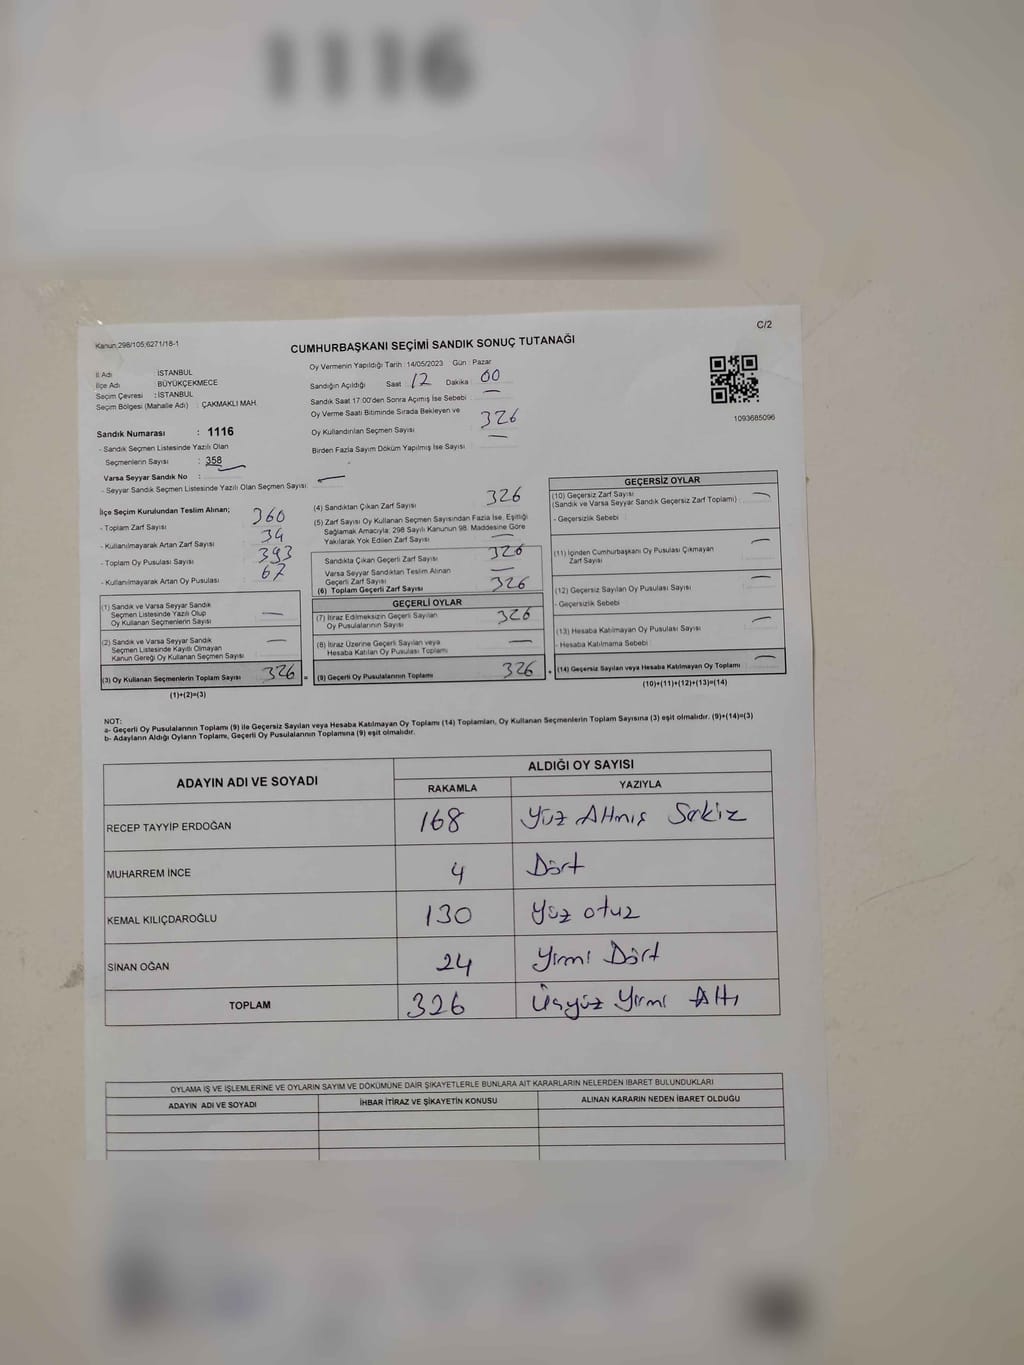 1116
Kanun:298/105;6271/18-1
C/2
CUMHURBAŞKANI SEÇİMİ SANDIK SONUÇ TUTANAĞI
İl Adı : İSTANBUL
İlçe Adı : BÜYÜKÇEKMECE
Seçim Çevresi : İSTANBUL
Seçim Bölgesi (Mahalle Adı) : ÇAKMAKLI MAH.
Sandık Numarası : 1116
- Sandık Seçmen Listesinde Yazılı Olan
Seçmenlerin Sayısı : 358
Varsa Seyyar Sandık No :
- Seyyar Sandık Seçmen Listesinde Yazılı Olan Seçmen Sayısı:
Oy Vermenin Yapıldığı Tarih : 14/05/2023 Gün : Pazar
Sandığın Açıldığı Saat 12 Dakika : 00
Sandık Saat 17:00'den Sonra Açımış İse Sebebi :
Oy Verme Saati Bitiminde Sırada Bekleyen ve
Oy Kullandırılan Seçmen Sayısı : 326
Birden Fazla Sayım Döküm Yapılmış İse Sayısı :
1093685096
İlçe Seçim Kurulundan Teslim Alınan;
- Toplam Zarf Sayısı 360
- Kullanılmayarak Artan Zarf Sayısı 34
- Toplam Oy Pusulası Sayısı 393
- Kullanılmayarak Artan Oy Pusulası 67
(1) Sandık ve Varsa Seyyar Sandık
Seçmen Listesinde Yazılı Olup
Oy Kullanan Seçmenlerin Sayısı —
(2) Sandık ve Varsa Seyyar Sandık
Seçmen Listesinde Kayıtlı Olmayan
Kanun Gereği Oy Kullanan Seçmen Sayısı —
(3) Oy Kullanan Seçmenlerin Toplam Sayısı 326
(1)+(2)=(3)
(4) Sandıktan Çıkan Zarf Sayısı 326
(5) Zarf Sayısı Oy Kullanan Seçmen Sayısından Fazla İse, Eşitliği
Sağlamak Amacıyla; 298 Sayılı Kanunun 98. Maddesine Göre
Yakılarak Yok Edilen Zarf Sayısı —
Sandıkta Çıkan Geçerli Zarf Sayısı 326
Varsa Seyyar Sandıktan Teslim Alınan
Geçerli Zarf Sayısı —
(6) Toplam Geçerli Zarf Sayısı 326
GEÇERLİ OYLAR
(7) İtiraz Edilmeksizin Geçerli Sayılan
Oy Pusulalarının Sayısı 326
(8) İtiraz Üzerine Geçerli Sayılan veya
Hesaba Katılan Oy Pusulası Toplamı —
(9) Geçerli Oy Pusulalarının Toplamı 326
GEÇERSİZ OYLAR
(10) Geçersiz Zarf Sayısı
(Sandık ve Varsa Seyyar Sandık Geçersiz Zarf Toplamı) —
- Geçersizlik Sebebi :
(11) İçinden Cumhurbaşkanı Oy Pusulası Çıkmayan
Zarf Sayısı —
(12) Geçersiz Sayılan Oy Pusulası Sayısı —
- Geçersizlik Sebebi
(13) Hesaba Katılmayan Oy Pusulası Sayısı —
- Hesaba Katılmama Sebebi :
(14) Geçersiz Sayılan veya Hesaba Katılmayan Oy Toplamı —
(10)+(11)+(12)+(13)=(14)
NOT:
a- Geçerli Oy Pusulalarının Toplamı (9) ile Geçersiz Sayılan veya Hesaba Katılmayan Oy Toplamı (14) Toplamları, Oy Kullanan Seçmenlerin Toplam Sayısına (3) eşit olmalıdır. (9)+(14)=(3)
b- Adayların Aldığı Oyların Toplamı, Geçerli Oy Pusulalarının Toplamına (9) eşit olmalıdır.
ADAYIN ADI VE SOYADI ALDIĞI OY SAYISI
RAKAMLA YAZIYLA
RECEP TAYYİP ERDOĞAN 168 Yüz Altmış Sekiz
MUHARREM İNCE 4 Dört
KEMAL KILIÇDAROĞLU 130 Yüz otuz
SİNAN OĞAN 24 Yirmi Dört
TOPLAM 326 Üçyüz Yirmi Altı
OYLAMA İŞ VE İŞLEMLERİNE VE OYLARIN SAYIM VE DÖKÜMÜNE DAİR ŞİKAYETLERLE BUNLARA AİT KARARLARIN NELERDEN İBARET BULUNDUKLARI
ADAYIN ADI VE SOYADI İHBAR İTİRAZ VE ŞİKAYETİN KONUSU ALINAN KARARIN NEDEN İBARET OLDUĞU